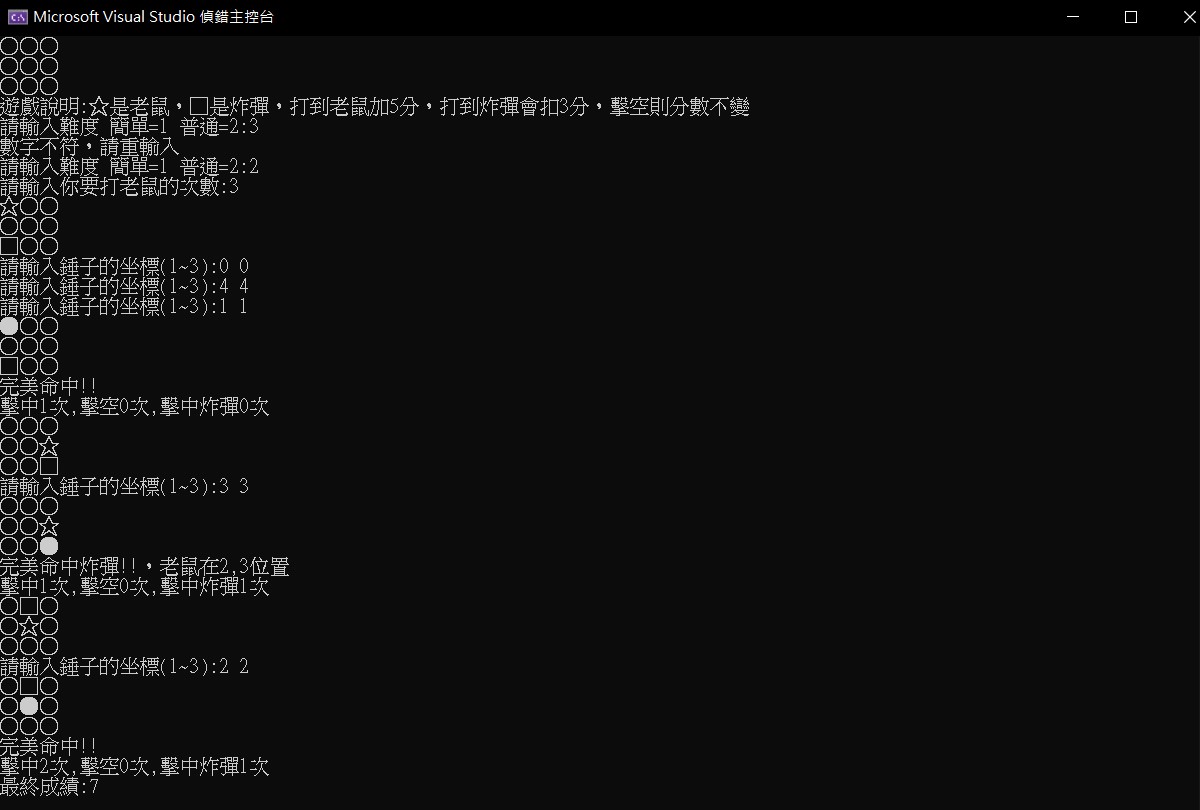 Microsoft Visual Studio 偵錯主控台
○○○
○○○
○○○
遊戲說明:☆是老鼠，□是炸彈，打到老鼠加5分，打到炸彈會扣3分，擊空則分數不變
請輸入難度 簡單=1 普通=2:3
數字不符，請重輸入
請輸入難度 簡單=1 普通=2:2
請輸入你要打老鼠的次數:3
☆○○
○○○
□○○
請輸入錘子的坐標(1~3):0 0
請輸入錘子的坐標(1~3):4 4
請輸入錘子的坐標(1~3):1 1
●○○
○○○
□○○
完美命中!!
擊中1次,擊空0次,擊中炸彈0次
○○○
○○☆
○○□
請輸入錘子的坐標(1~3):3 3
○○○
○○☆
○○●
完美命中炸彈!!，老鼠在2,3位置
擊中1次,擊空0次,擊中炸彈1次
○□○
○☆○
○○○
請輸入錘子的坐標(1~3):2 2
○□○
○●○
○○○
完美命中!!
擊中2次,擊空0次,擊中炸彈1次
最終成績:7